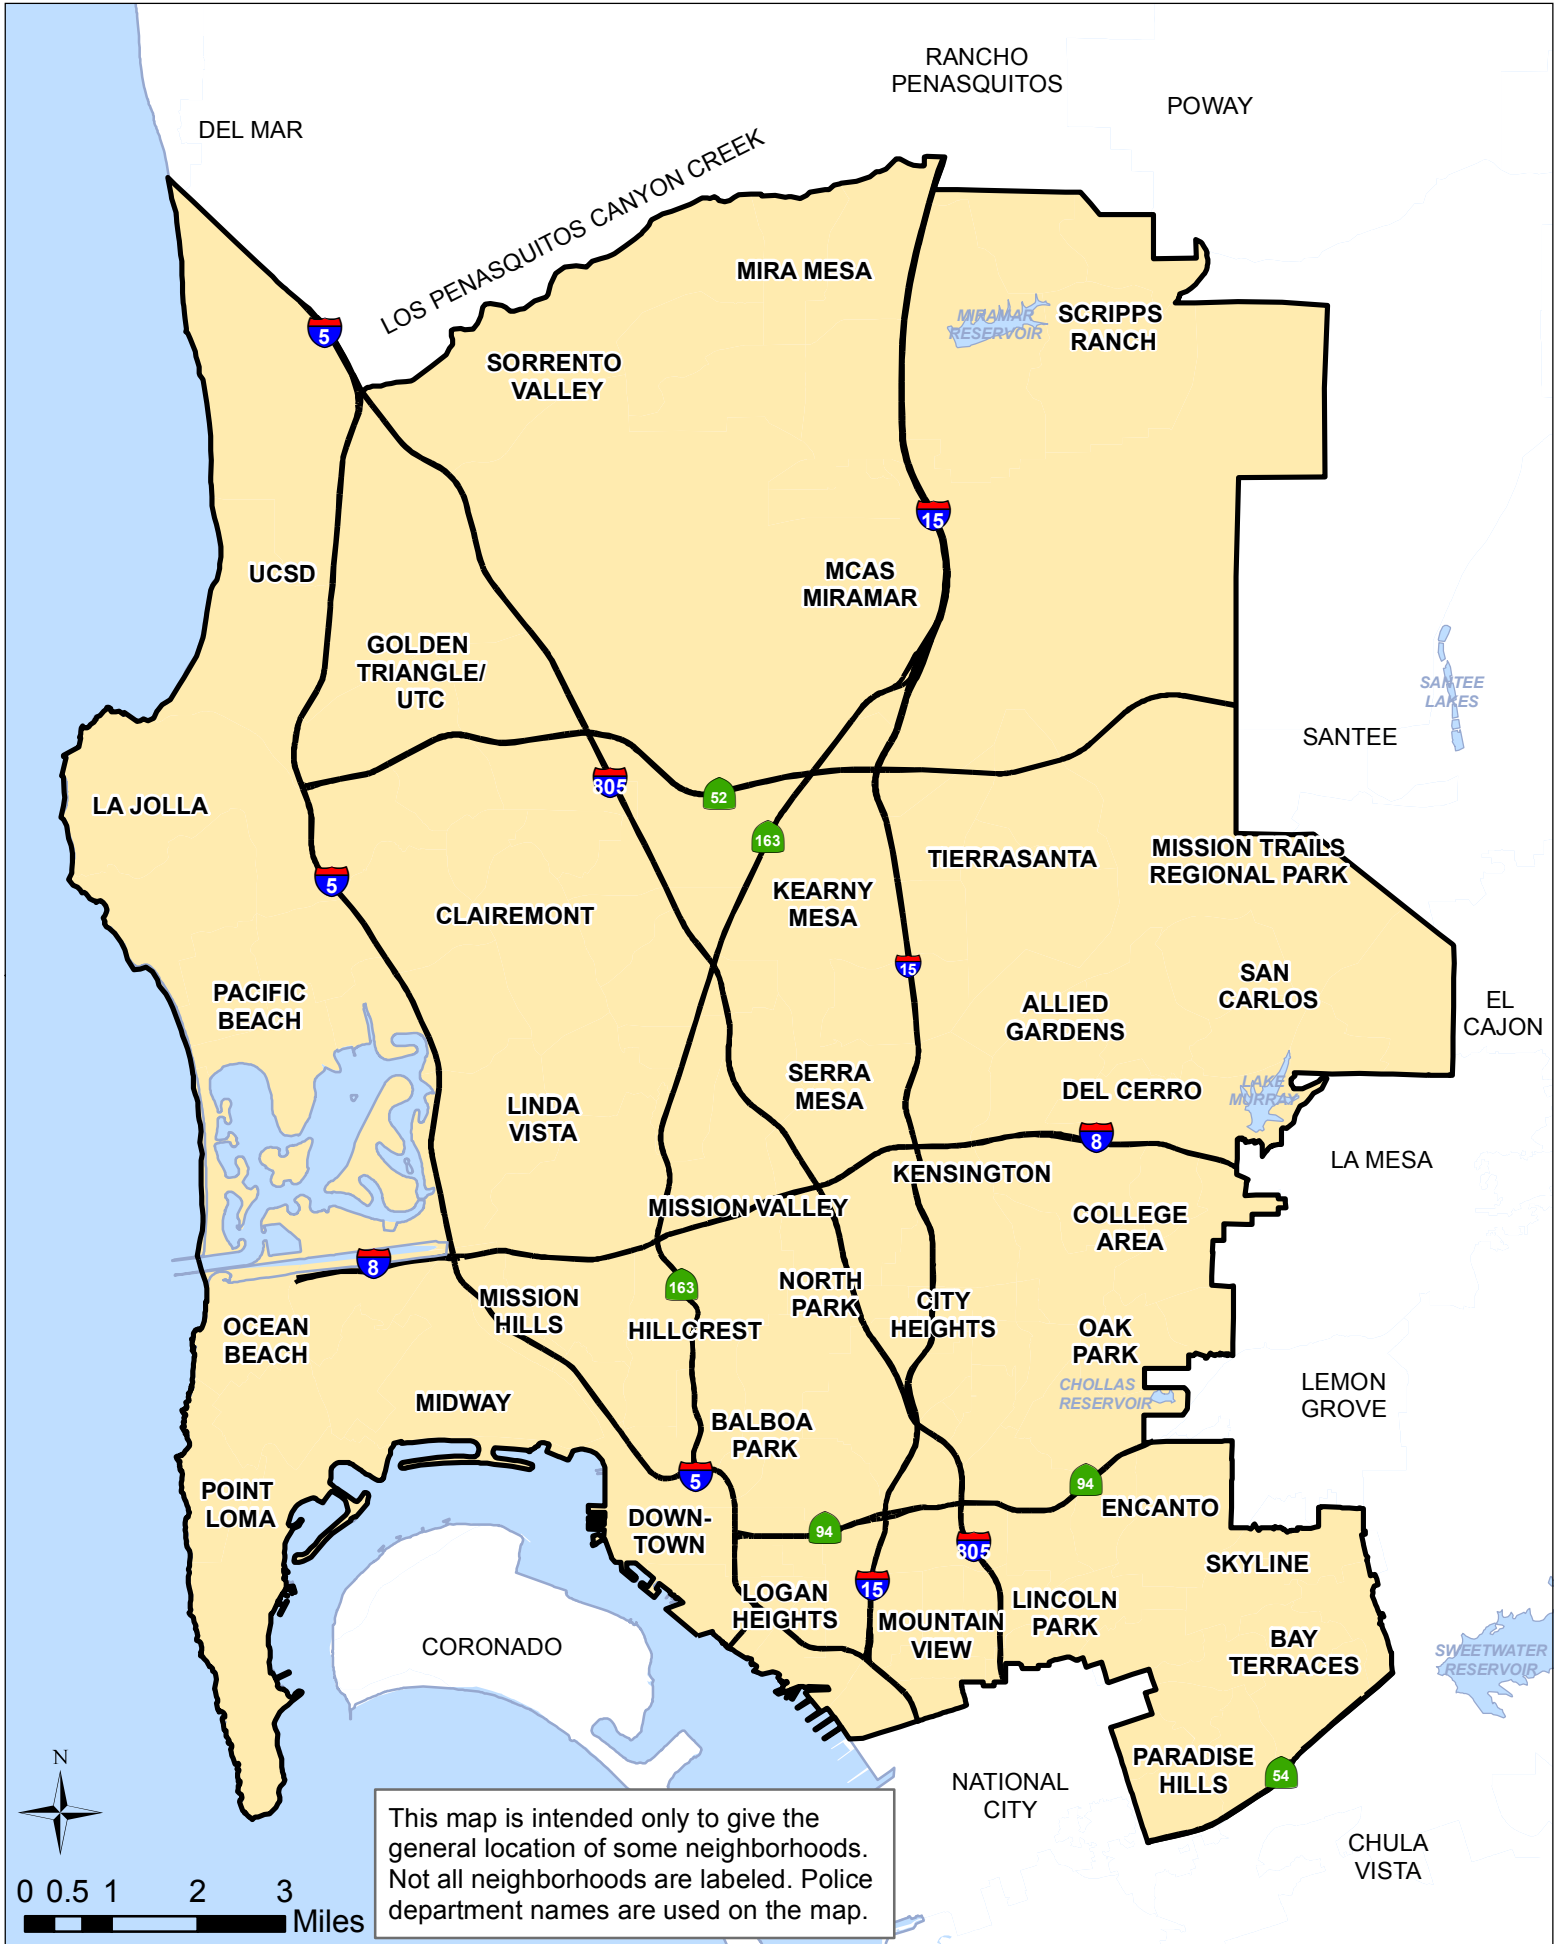 RANCHO
PENASQUITOS
POWAY
DEL MAR
LOS PENASQUITOS CANYON CREEK
MIRA MESA
MIRAMAR
RESERVOIR
SCRIPPS
RANCH
5
SORRENTO
VALLEY
15
UCSD
MCAS
MIRAMAR
GOLDEN
TRIANGLE/
UTC
SANTEE
LAKES
SANTEE
LA JOLLA
805
52
163
TIERRASANTA
MISSION TRAILS
REGIONAL PARK
5
KEARNY
MESA
CLAIREMONT
15
SAN
CARLOS
PACIFIC
BEACH
ALLIED
GARDENS
EL
CAJON
SERRA
MESA
DEL CERRO
LAKE
MURRAY
LINDA
VISTA
8
LA MESA
KENSINGTON
MISSION VALLEY
COLLEGE
AREA
8
163
NORTH
PARK
MISSION
HILLS
CITY
HEIGHTS
OCEAN
BEACH
HILLCREST
OAK
PARK
CHOLLAS
RESERVOIR
LEMON
GROVE
MIDWAY
BALBOA
PARK
5
94
POINT
LOMA
ENCANTO
DOWN-
TOWN
94
805
SKYLINE
15
LOGAN
HEIGHTS
LINCOLN
PARK
MOUNTAIN
VIEW
CORONADO
BAY
TERRACES
SWEETWATER
RESERVOIR
N
PARADISE
HILLS
54
NATIONAL
CITY
CHULA
VISTA
This map is intended only to give the
general location of some neighborhoods.
Not all neighborhoods are labeled. Police
department names are used on the map.
0 0.5 1 2 3
Miles